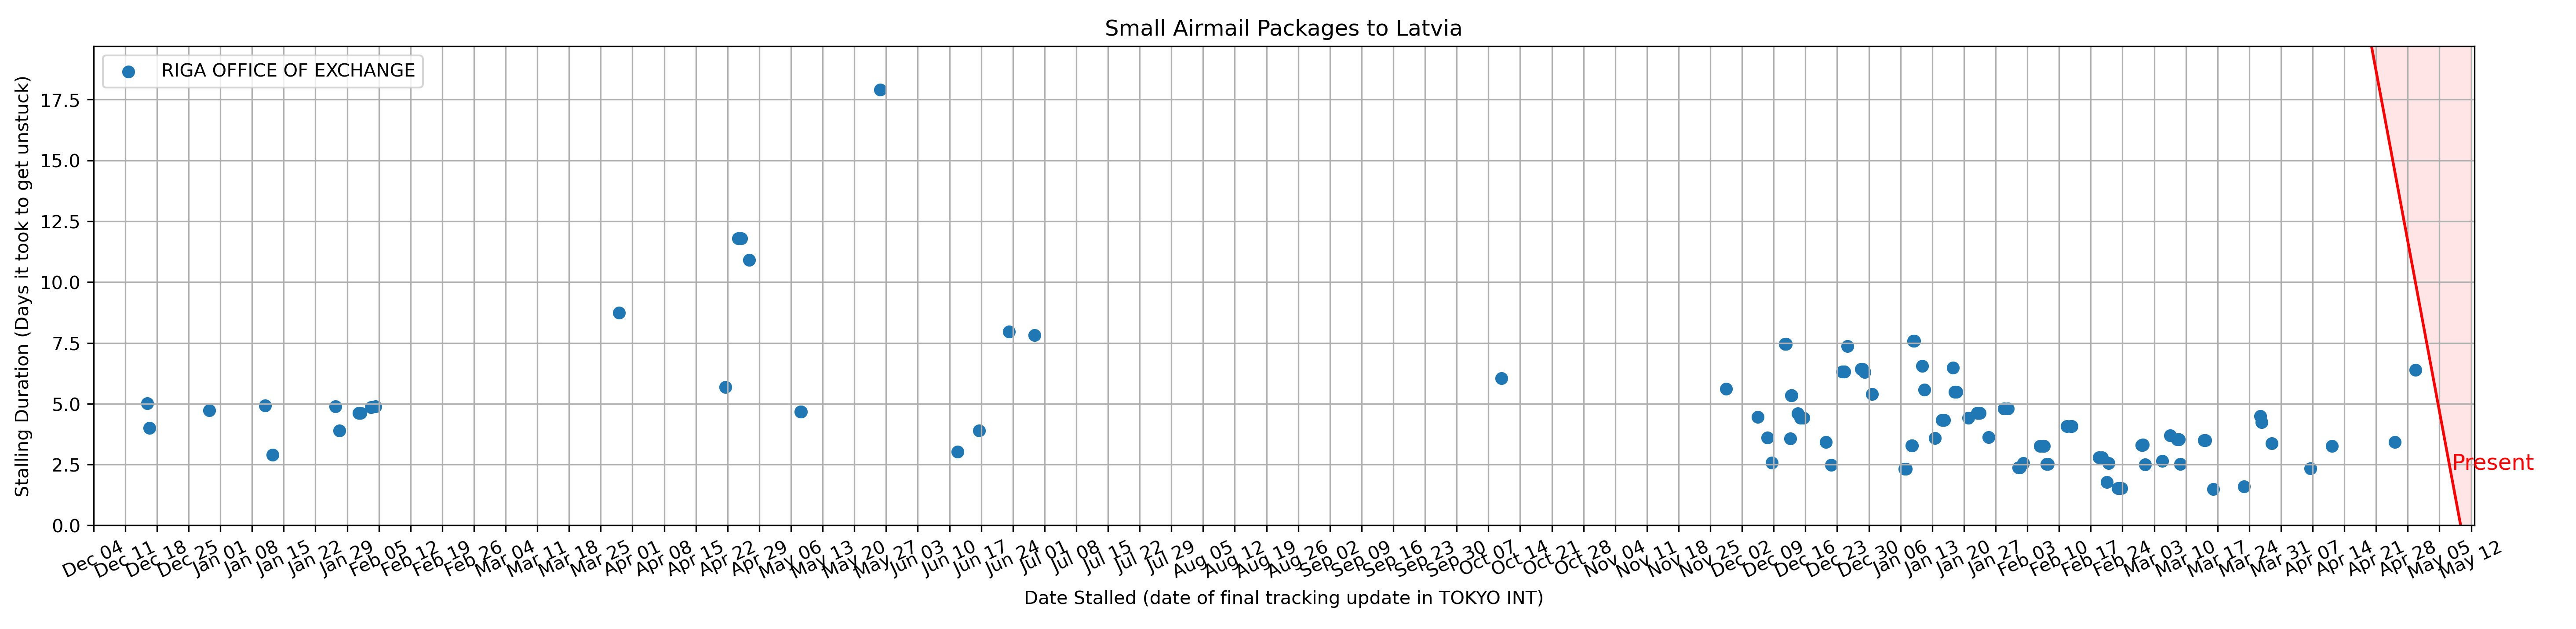 Small Airmail Packages to Latvia
RIGA OFFICE OF EXCHANGE
Stalling Duration (Days it took to get unstuck)
17.5
15.0
12.5
10.0
7.5
5.0
2.5
0.0
Present
Dec 04 Dec 11 Dec 18 Dec 25 Jan 01 Jan 08 Jan 15 Jan 22 Jan 29 Feb 05 Feb 12 Feb 19 Feb 26 Mar 04 Mar 11 Mar 18 Mar 25 Apr 01 Apr 08 Apr 15 Apr 22 Apr 29 May 06 May 13 May 20 May 27 Jun 03 Jun 10 Jun 17 Jun 24 Jul 01 Jul 08 Jul 15 Jul 22 Jul 29 Aug 05 Aug 12 Aug 19 Aug 26 Sep 02 Sep 09 Sep 16 Sep 23 Sep 30 Oct 07 Oct 14 Oct 21 Oct 28 Nov 04 Nov 11 Nov 18 Nov 25 Dec 02 Dec 09 Dec 16 Dec 23 Dec 30 Jan 06 Jan 13 Jan 20 Jan 27 Feb 03 Feb 10 Feb 17 Feb 24 Mar 03 Mar 10 Mar 17 Mar 24 Mar 31 Apr 07 Apr 14 Apr 21 Apr 28 May 05 May 12
Date Stalled (date of final tracking update in TOKYO INT)